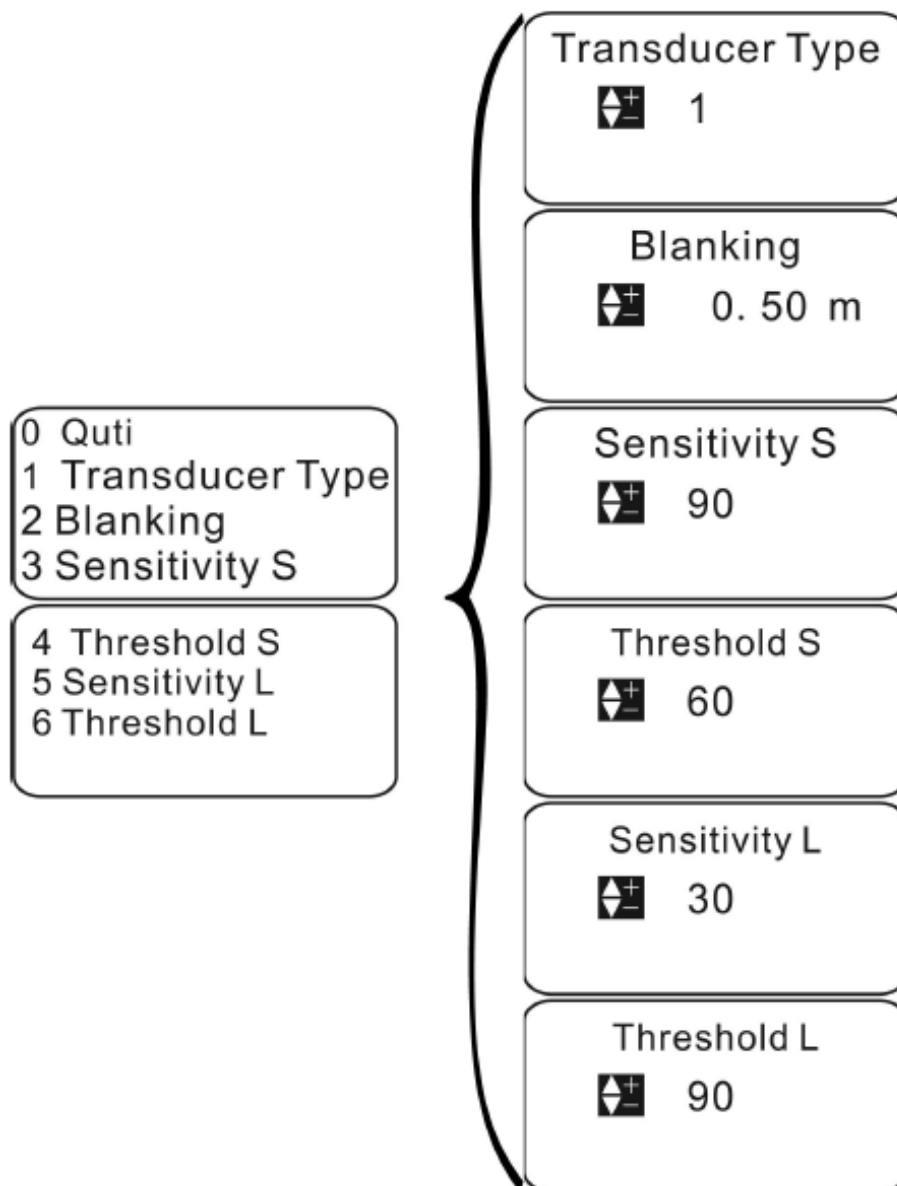 0 Quti
1 Transducer Type
2 Blanking
3 Sensitivity S
4 Threshold S
5 Sensitivity L
6 Threshold L
Transducer Type
+
− 1
Blanking
+
− 0. 50 m
Sensitivity S
+
− 90
Threshold S
+
− 60
Sensitivity L
+
− 30
Threshold L
+
− 90